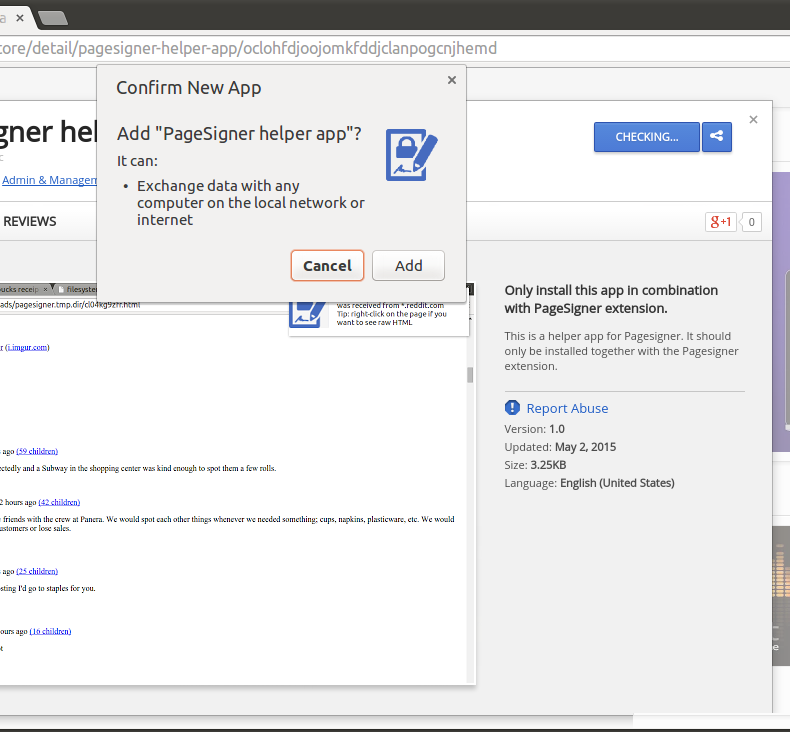 a ×
tore/detail/pagesigner-helper-app/oclohfdjoojomkfddjclanpogcnjhemd
Confirm New App
Add "PageSigner helper app"?
It can:
• Exchange data with any
computer on the local network or
internet
Cancel
Add
gner hel
CHECKING...
Admin & Managem
REVIEWS
g+1
0
ucks receip ×
filesystem
ads/pagesigner.tmp.dir/cl04kg9zrr.html
was received from *.reddit.com
Tip: right-click on the page if you
want to see raw HTML
r (i.imgur.com)
s ago (59 children)
ectedly and a Subway in the shopping center was kind enough to spot them a few rolls.
2 hours ago (42 children)
friends with the crew at Panera. We would spot each other things whenever we needed something; cups, napkins, plasticware, etc. We would
ustomers or lose sales.
ago (25 children)
sting I'd go to staples for you.
ours ago (16 children)
Only install this app in combination
with PageSigner extension.
This is a helper app for Pagesigner. It should
only be installed together with the Pagesigner
extension.
Report Abuse
Version: 1.0
Updated: May 2, 2015
Size: 3.25KB
Language: English (United States)